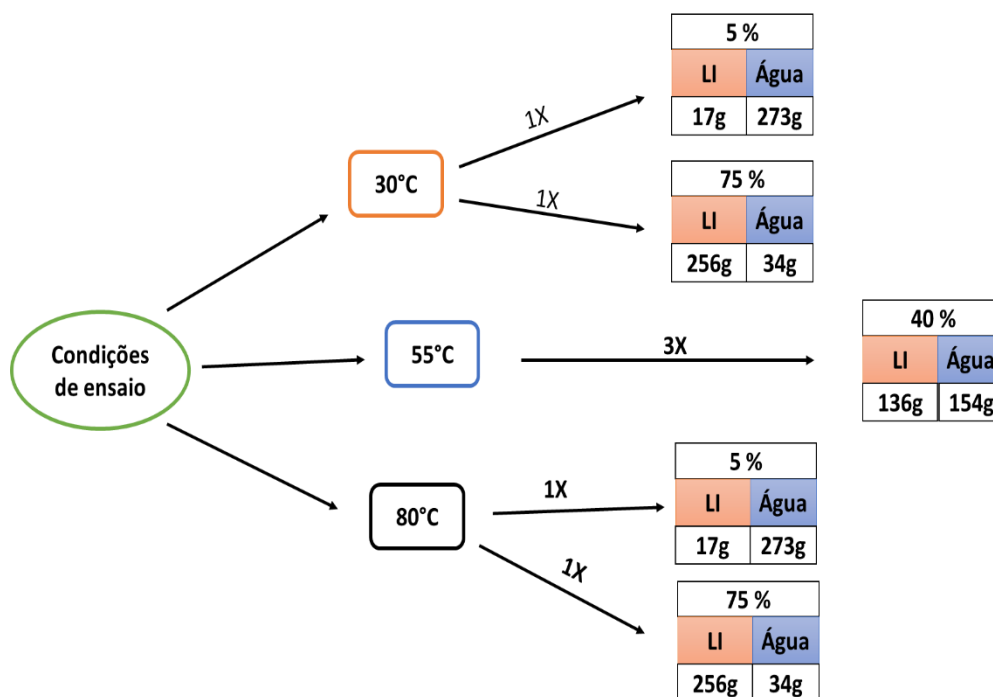 5 %
LI Água
17g 273g
1X
30°C
1X
75 %
LI Água
256g 34g
Condições
de ensaio
55°C
3X
40 %
LI Água
136g 154g
5 %
LI Água
17g 273g
1X
80°C
1X
75 %
LI Água
256g 34g